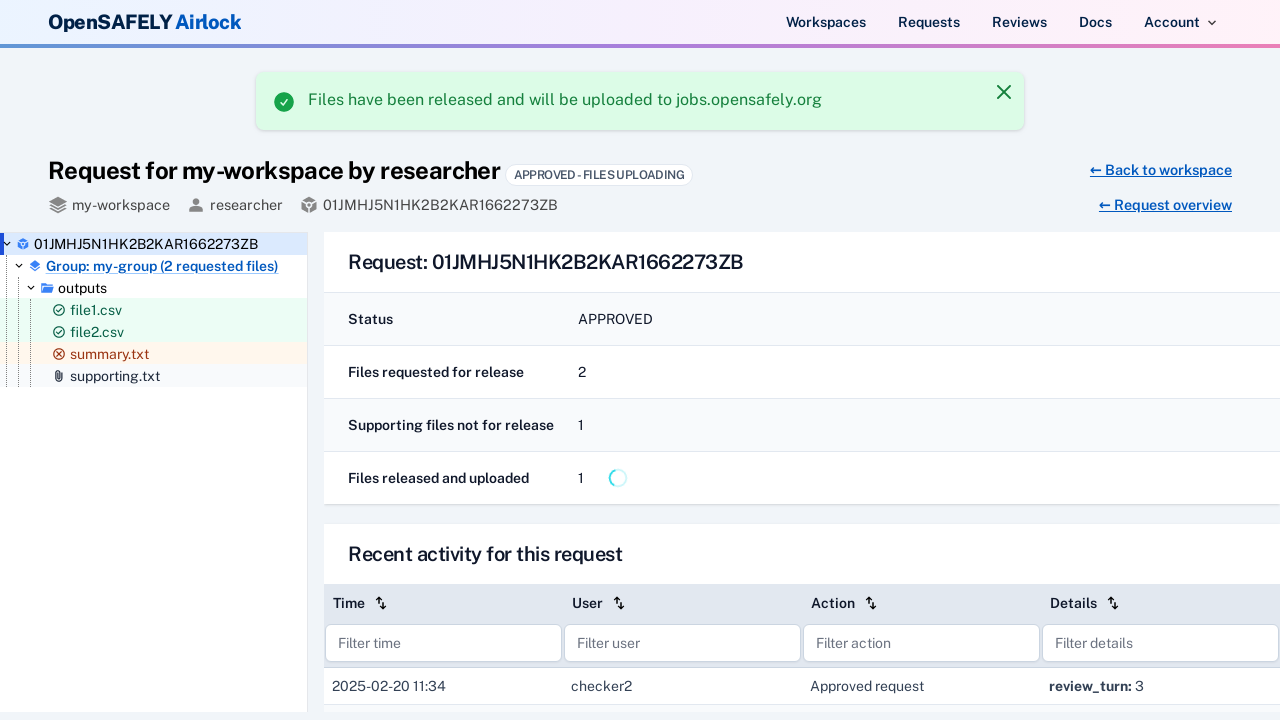 OpenSAFELY Airlock
Workspaces
Requests
Reviews
Docs
Account
Files have been released and will be uploaded to jobs.opensafely.org
Request for my-workspace by researcher
APPROVED - FILES UPLOADING
← Back to workspace
my-workspace
researcher
01JMHJ5N1HK2B2KAR1662273ZB
← Request overview
01JMHJ5N1HK2B2KAR1662273ZB
Group: my-group (2 requested files)
outputs
file1.csv
file2.csv
summary.txt
supporting.txt
Request: 01JMHJ5N1HK2B2KAR1662273ZB
Status APPROVED
Files requested for release 2
Supporting files not for release 1
Files released and uploaded 1
Recent activity for this request
Time User Action Details
Filter time Filter user Filter action Filter details
2025-02-20 11:34 checker2 Approved request review_turn: 3